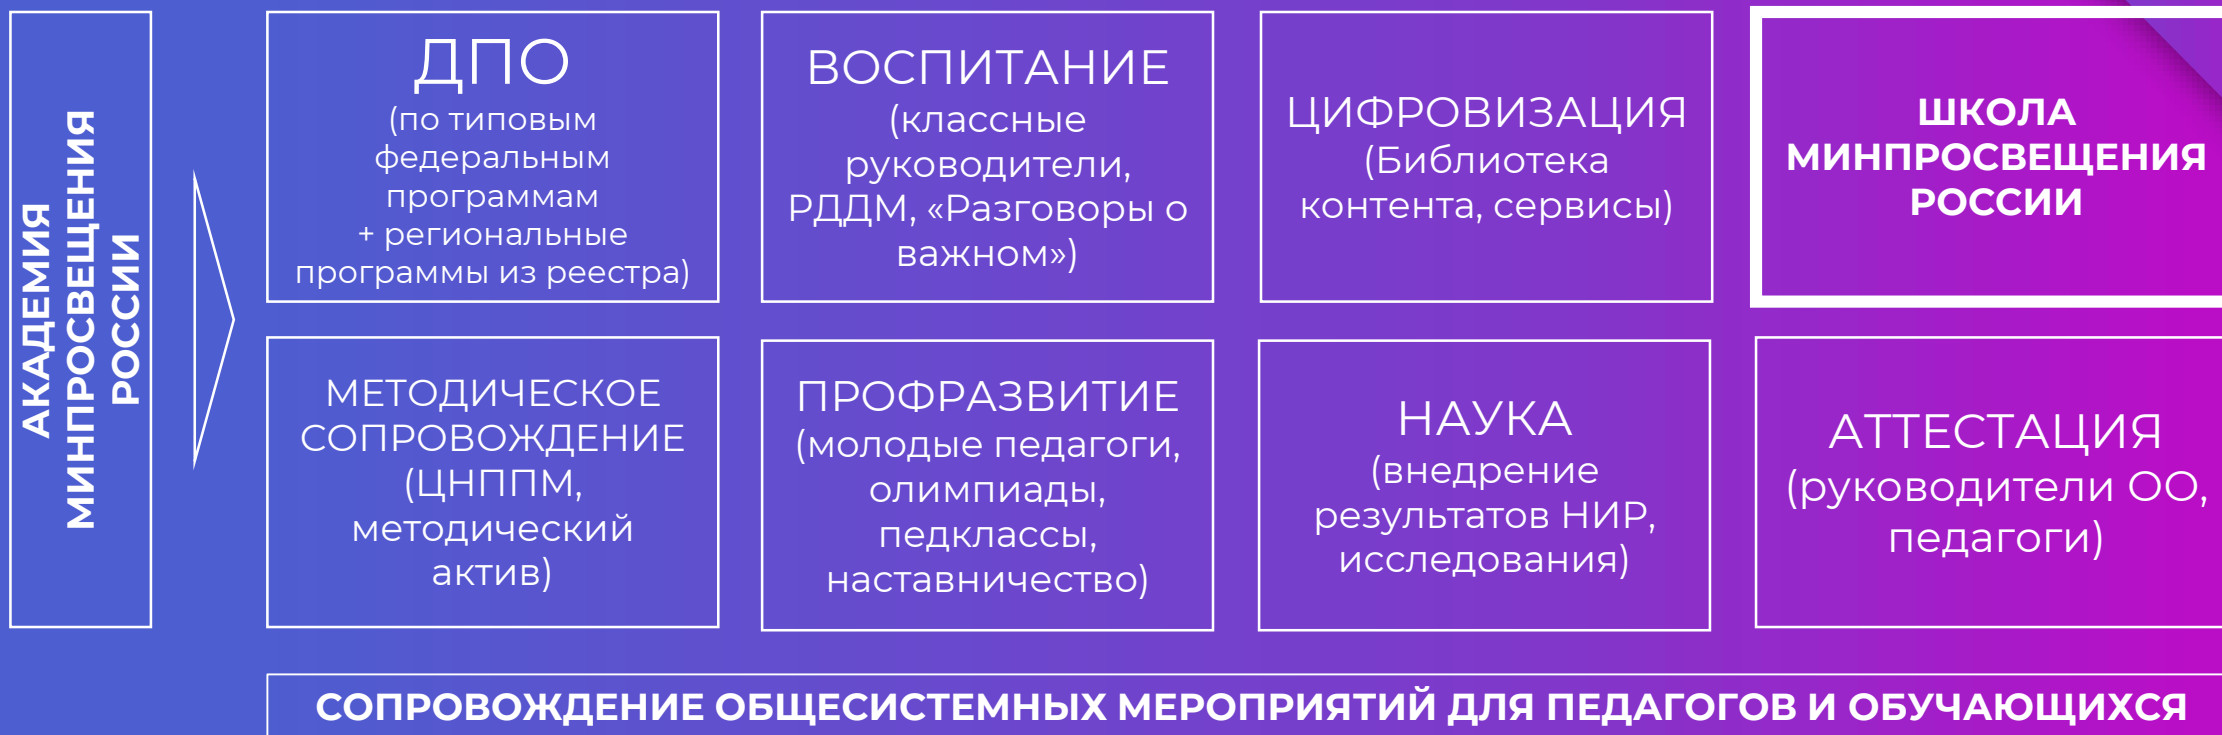 АКАДЕМИЯ
МИНПРОСВЕЩЕНИЯ
РОССИИ
ДПО
(по типовым
федеральным
программам
+ региональные
программы из реестра)
ВОСПИТАНИЕ
(классные
руководители,
РДДМ, «Разговоры о
важном»)
ЦИФРОВИЗАЦИЯ
(Библиотека
контента, сервисы)
ШКОЛА
МИНПРОСВЕЩЕНИЯ
РОССИИ
МЕТОДИЧЕСКОЕ
СОПРОВОЖДЕНИЕ
(ЦНППМ,
методический
актив)
ПРОФРАЗВИТИЕ
(молодые педагоги,
олимпиады,
педклассы,
наставничество)
НАУКА
(внедрение
результатов НИР,
исследования)
АТТЕСТАЦИЯ
(руководители ОО,
педагоги)
СОПРОВОЖДЕНИЕ ОБЩЕСИСТЕМНЫХ МЕРОПРИЯТИЙ ДЛЯ ПЕДАГОГОВ И ОБУЧАЮЩИХСЯ